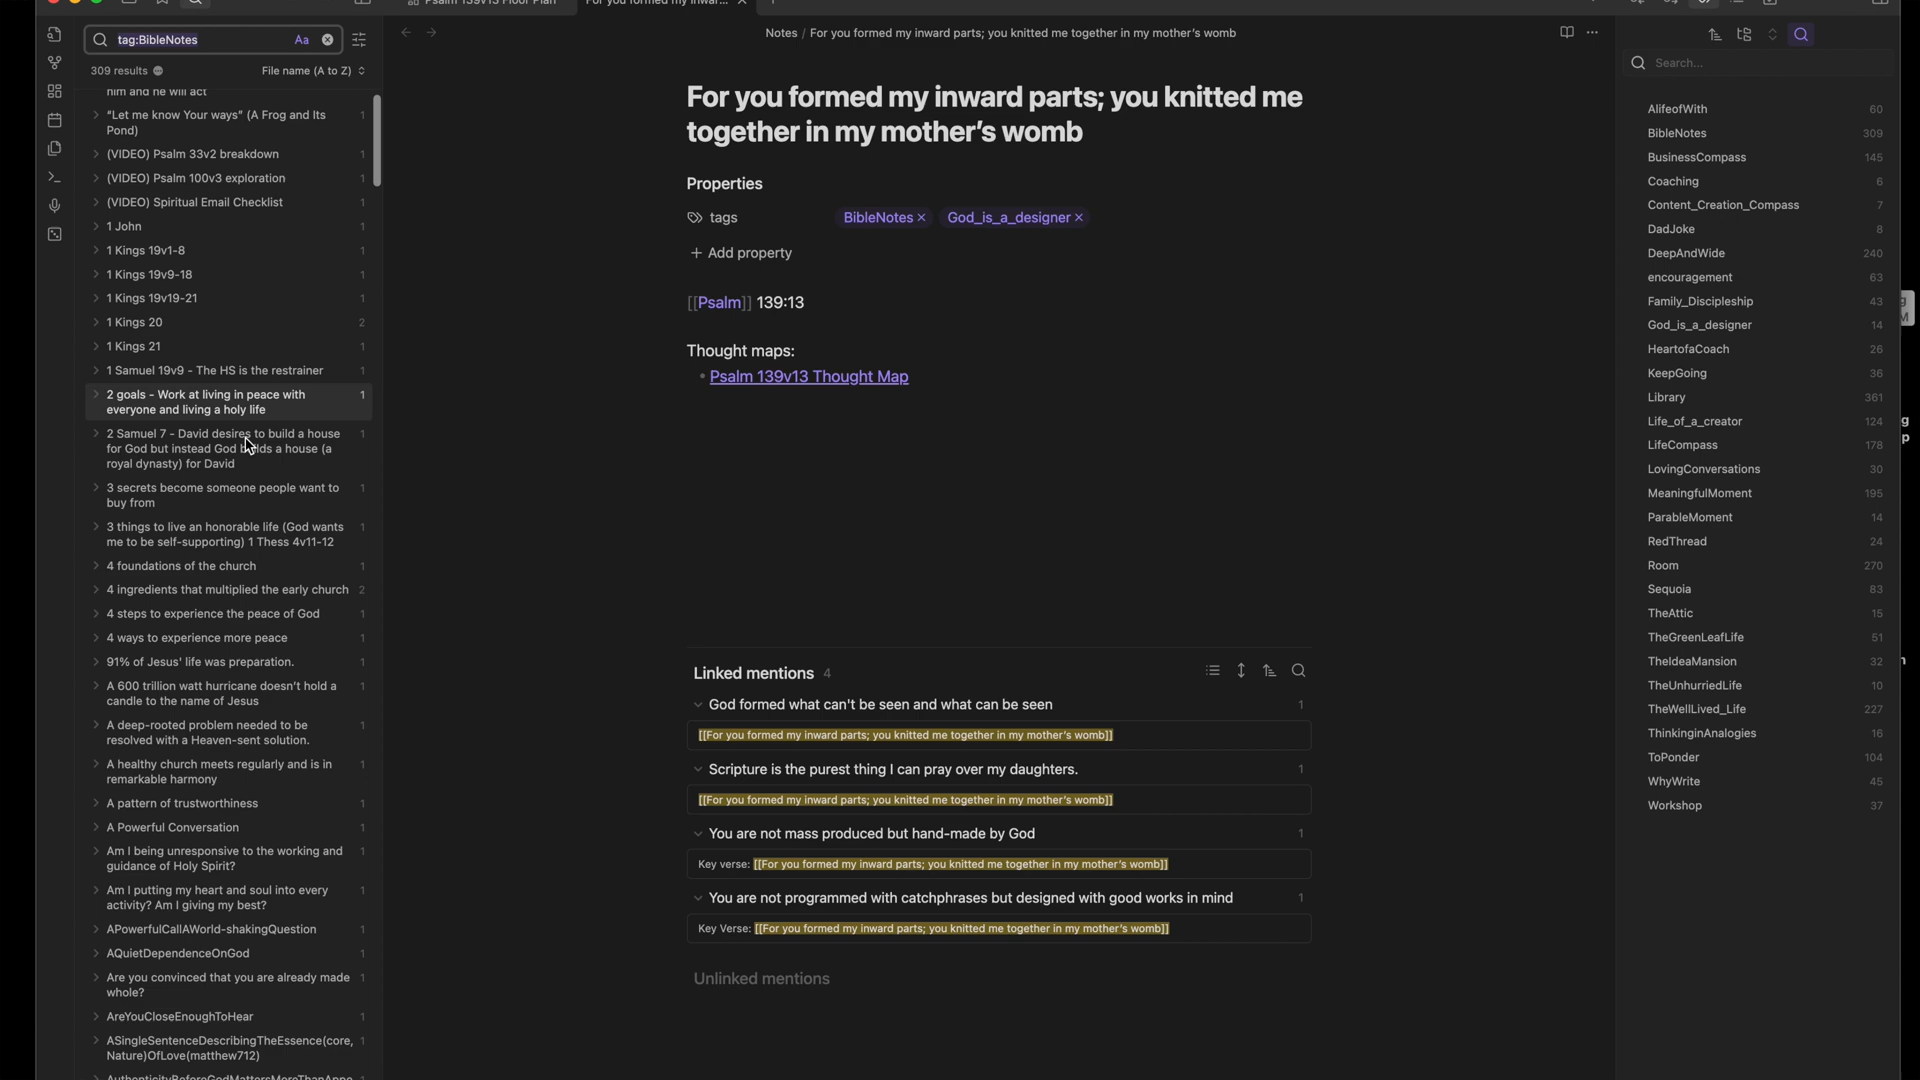 Psalm 139v13 Floor Plan
For you formed my inwar...
tag:BibleNotes
Aa
309 results
File name (A to Z)
him and he will act
"Let me know Your ways" (A Frog and Its
Pond)
1
(VIDEO) Psalm 33v2 breakdown
1
(VIDEO) Psalm 100v3 exploration
1
(VIDEO) Spiritual Email Checklist
1
1 John
1
1 Kings 19v1-8
1
1 Kings 19v9-18
1
1 Kings 19v19-21
1
1 Kings 20
2
1 Kings 21
1
1 Samuel 19v9 - The HS is the restrainer
1
2 goals - Work at living in peace with
everyone and living a holy life
1
2 Samuel 7 - David desires to build a house
for God but instead God builds a house (a
royal dynasty) for David
1
3 secrets become someone people want to
buy from
1
3 things to live an honorable life (God wants
me to be self-supporting) 1 Thess 4v11-12
1
4 foundations of the church
1
4 ingredients that multiplied the early church
2
4 steps to experience the peace of God
1
4 ways to experience more peace
1
91% of Jesus' life was preparation.
1
A 600 trillion watt hurricane doesn't hold a
candle to the name of Jesus
1
A deep-rooted problem needed to be
resolved with a Heaven-sent solution.
1
A healthy church meets regularly and is in
remarkable harmony
1
A pattern of trustworthiness
1
A Powerful Conversation
1
Am I being unresponsive to the working and
guidance of Holy Spirit?
1
Am I putting my heart and soul into every
activity? Am I giving my best?
1
APowerfulCallAWorld-shakingQuestion
1
AQuietDependenceOnGod
1
Are you convinced that you are already made
whole?
1
AreYouCloseEnoughToHear
1
ASingleSentenceDescribingTheEssence(core,
Nature)OfLove(matthew712)
1
AuthenticityBeforeGodMattersMoreThanAppe
Notes / For you formed my inward parts; you knitted me together in my mother's womb
For you formed my inward parts; you knitted me
together in my mother's womb
Properties
tags
BibleNotes ×
God_is_a_designer ×
+ Add property
[[Psalm]] 139:13
Thought maps:
• Psalm 139v13 Thought Map
Linked mentions 4
God formed what can't be seen and what can be seen
1
[[For you formed my inward parts; you knitted me together in my mother's womb]]
Scripture is the purest thing I can pray over my daughters.
1
[[For you formed my inward parts; you knitted me together in my mother's womb]]
You are not mass produced but hand-made by God
1
Key verse: [[For you formed my inward parts; you knitted me together in my mother's womb]]
You are not programmed with catchphrases but designed with good works in mind
1
Key Verse: [[For you formed my inward parts; you knitted me together in my mother's womb]]
Unlinked mentions
Search...
AlifeofWith 60
BibleNotes 309
BusinessCompass 145
Coaching 6
Content_Creation_Compass 7
DadJoke 8
DeepAndWide 240
encouragement 63
Family_Discipleship 43
God_is_a_designer 14
HeartofaCoach 26
KeepGoing 36
Library 361
Life_of_a_creator 124
LifeCompass 178
LovingConversations 30
MeaningfulMoment 195
ParableMoment 14
RedThread 24
Room 270
Sequoia 83
TheAttic 15
TheGreenLeafLife 51
TheIdeaMansion 32
TheUnhurriedLife 10
TheWellLived_Life 227
ThinkinginAnalogies 16
ToPonder 104
WhyWrite 45
Workshop 37